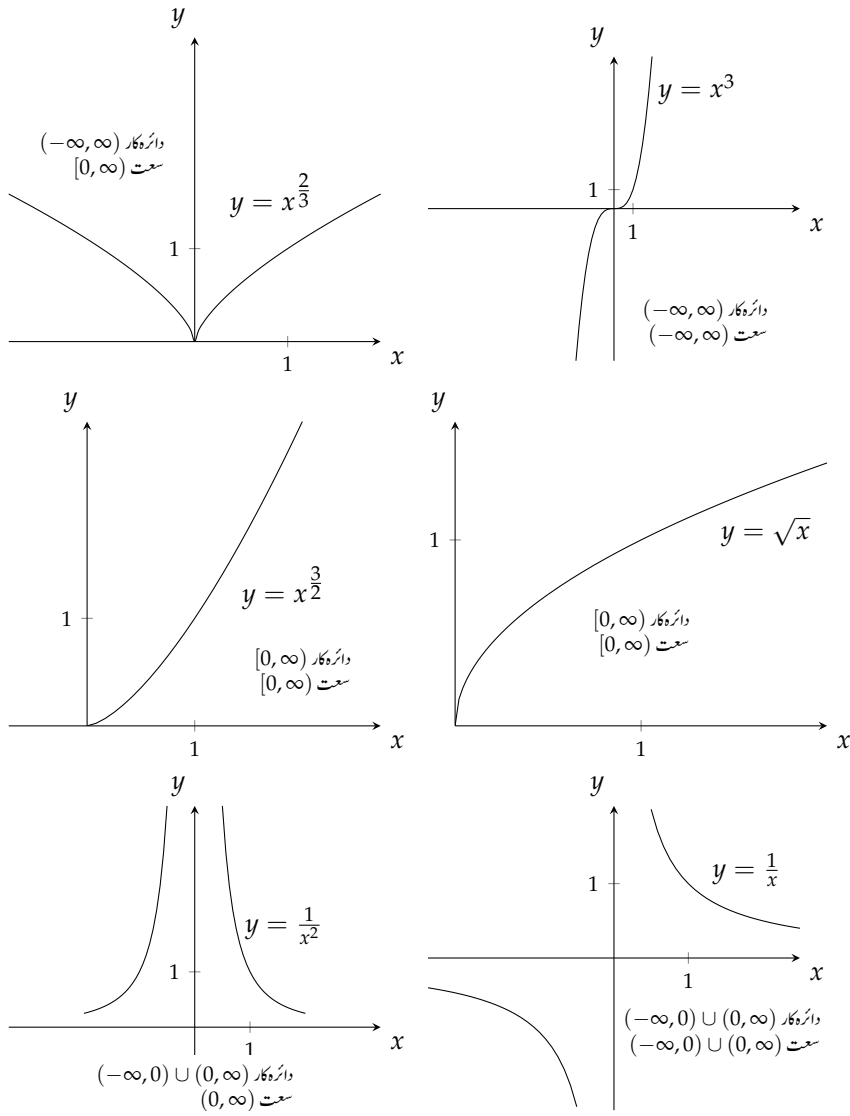 y
دائرہ کار (−∞, ∞)
سعت [0, ∞)
y = x^{2/3}
1
1
x
y
y = x^3
1
1
x
دائرہ کار (−∞, ∞)
سعت (−∞, ∞)
y
1
y = x^{3/2}
دائرہ کار [0, ∞)
سعت [0, ∞)
1
x
y
1
y = √x
دائرہ کار [0, ∞)
سعت [0, ∞)
1
x
y
y = 1/x^2
1
1
x
دائرہ کار (−∞, 0) ∪ (0, ∞)
سعت (0, ∞)
y
y = 1/x
1
1
x
دائرہ کار (−∞, 0) ∪ (0, ∞)
سعت (−∞, 0) ∪ (0, ∞)